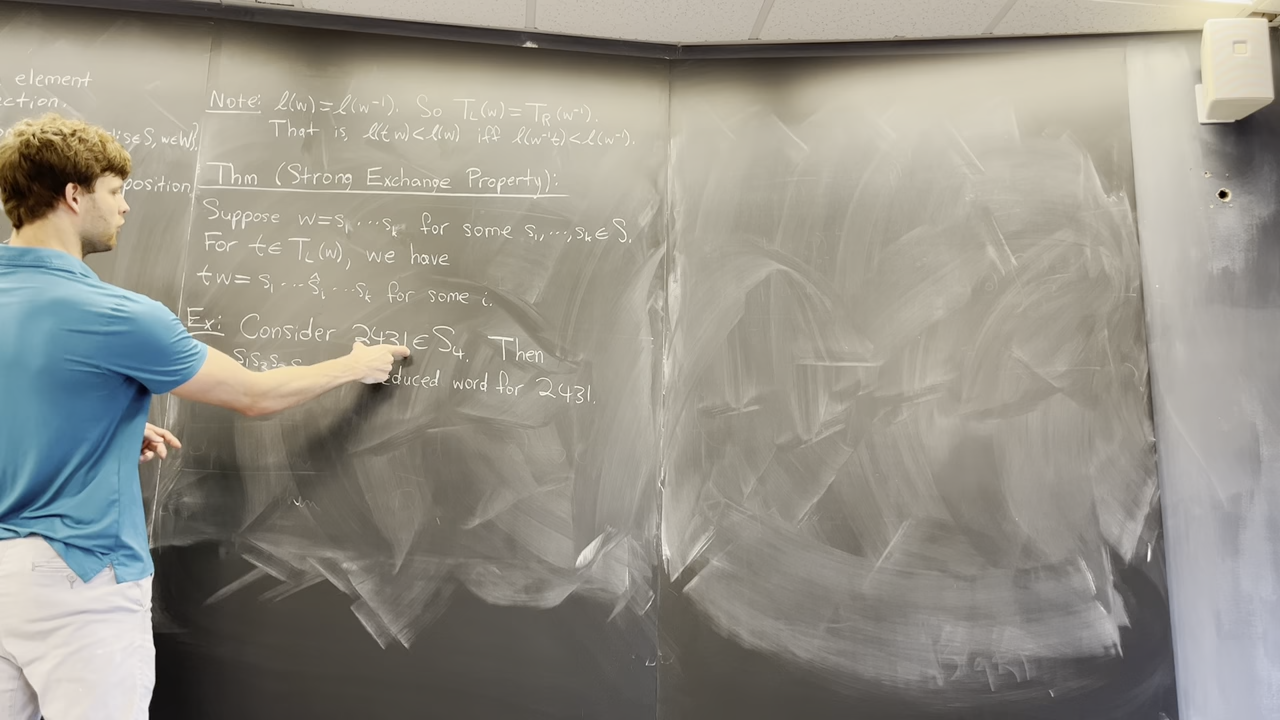 element
ction.
s∈S, w∈W}
position
Note: l(w)=l(w⁻¹). So T_L(w)=T_R(w⁻¹).
That is, l(tw)<l(w) iff l(w⁻¹t)<l(w⁻¹).
Thm (Strong Exchange Property):
Suppose w=s₁⋯s_k for some s₁,⋯,s_k∈S.
For t∈T_L(w), we have
tw=s₁⋯ŝᵢ⋯s_k for some i.
Ex: Consider 2431∈S₄. Then
educed word for 2431.